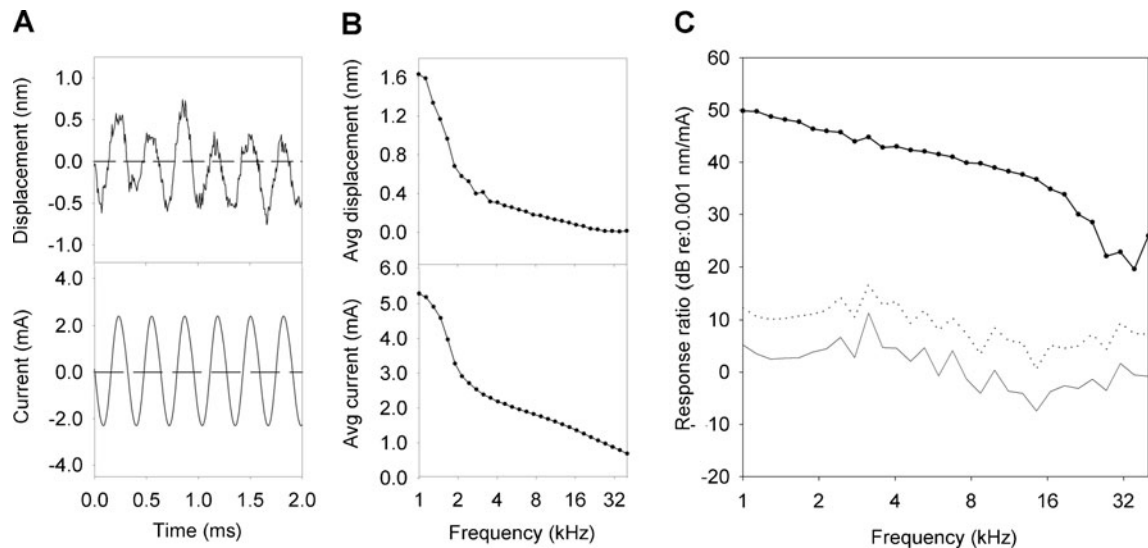 A
Displacement (nm)
1.0
0.5
0.0
-0.5
-1.0
Current (mA)
4.0
2.0
0.0
-2.0
-4.0
0.0 0.5 1.0 1.5 2.0
Time (ms)
B
Avg displacement (nm)
1.6
1.2
0.8
0.4
0.0
Avg current (mA)
6.0
5.0
4.0
3.0
2.0
1.0
0.0
1 2 4 8 16 32
Frequency (kHz)
C
Response ratio (dB re:0.001 nm/mA)
60
50
40
30
20
10
0
-10
-20
1 2 4 8 16 32
Frequency (kHz)